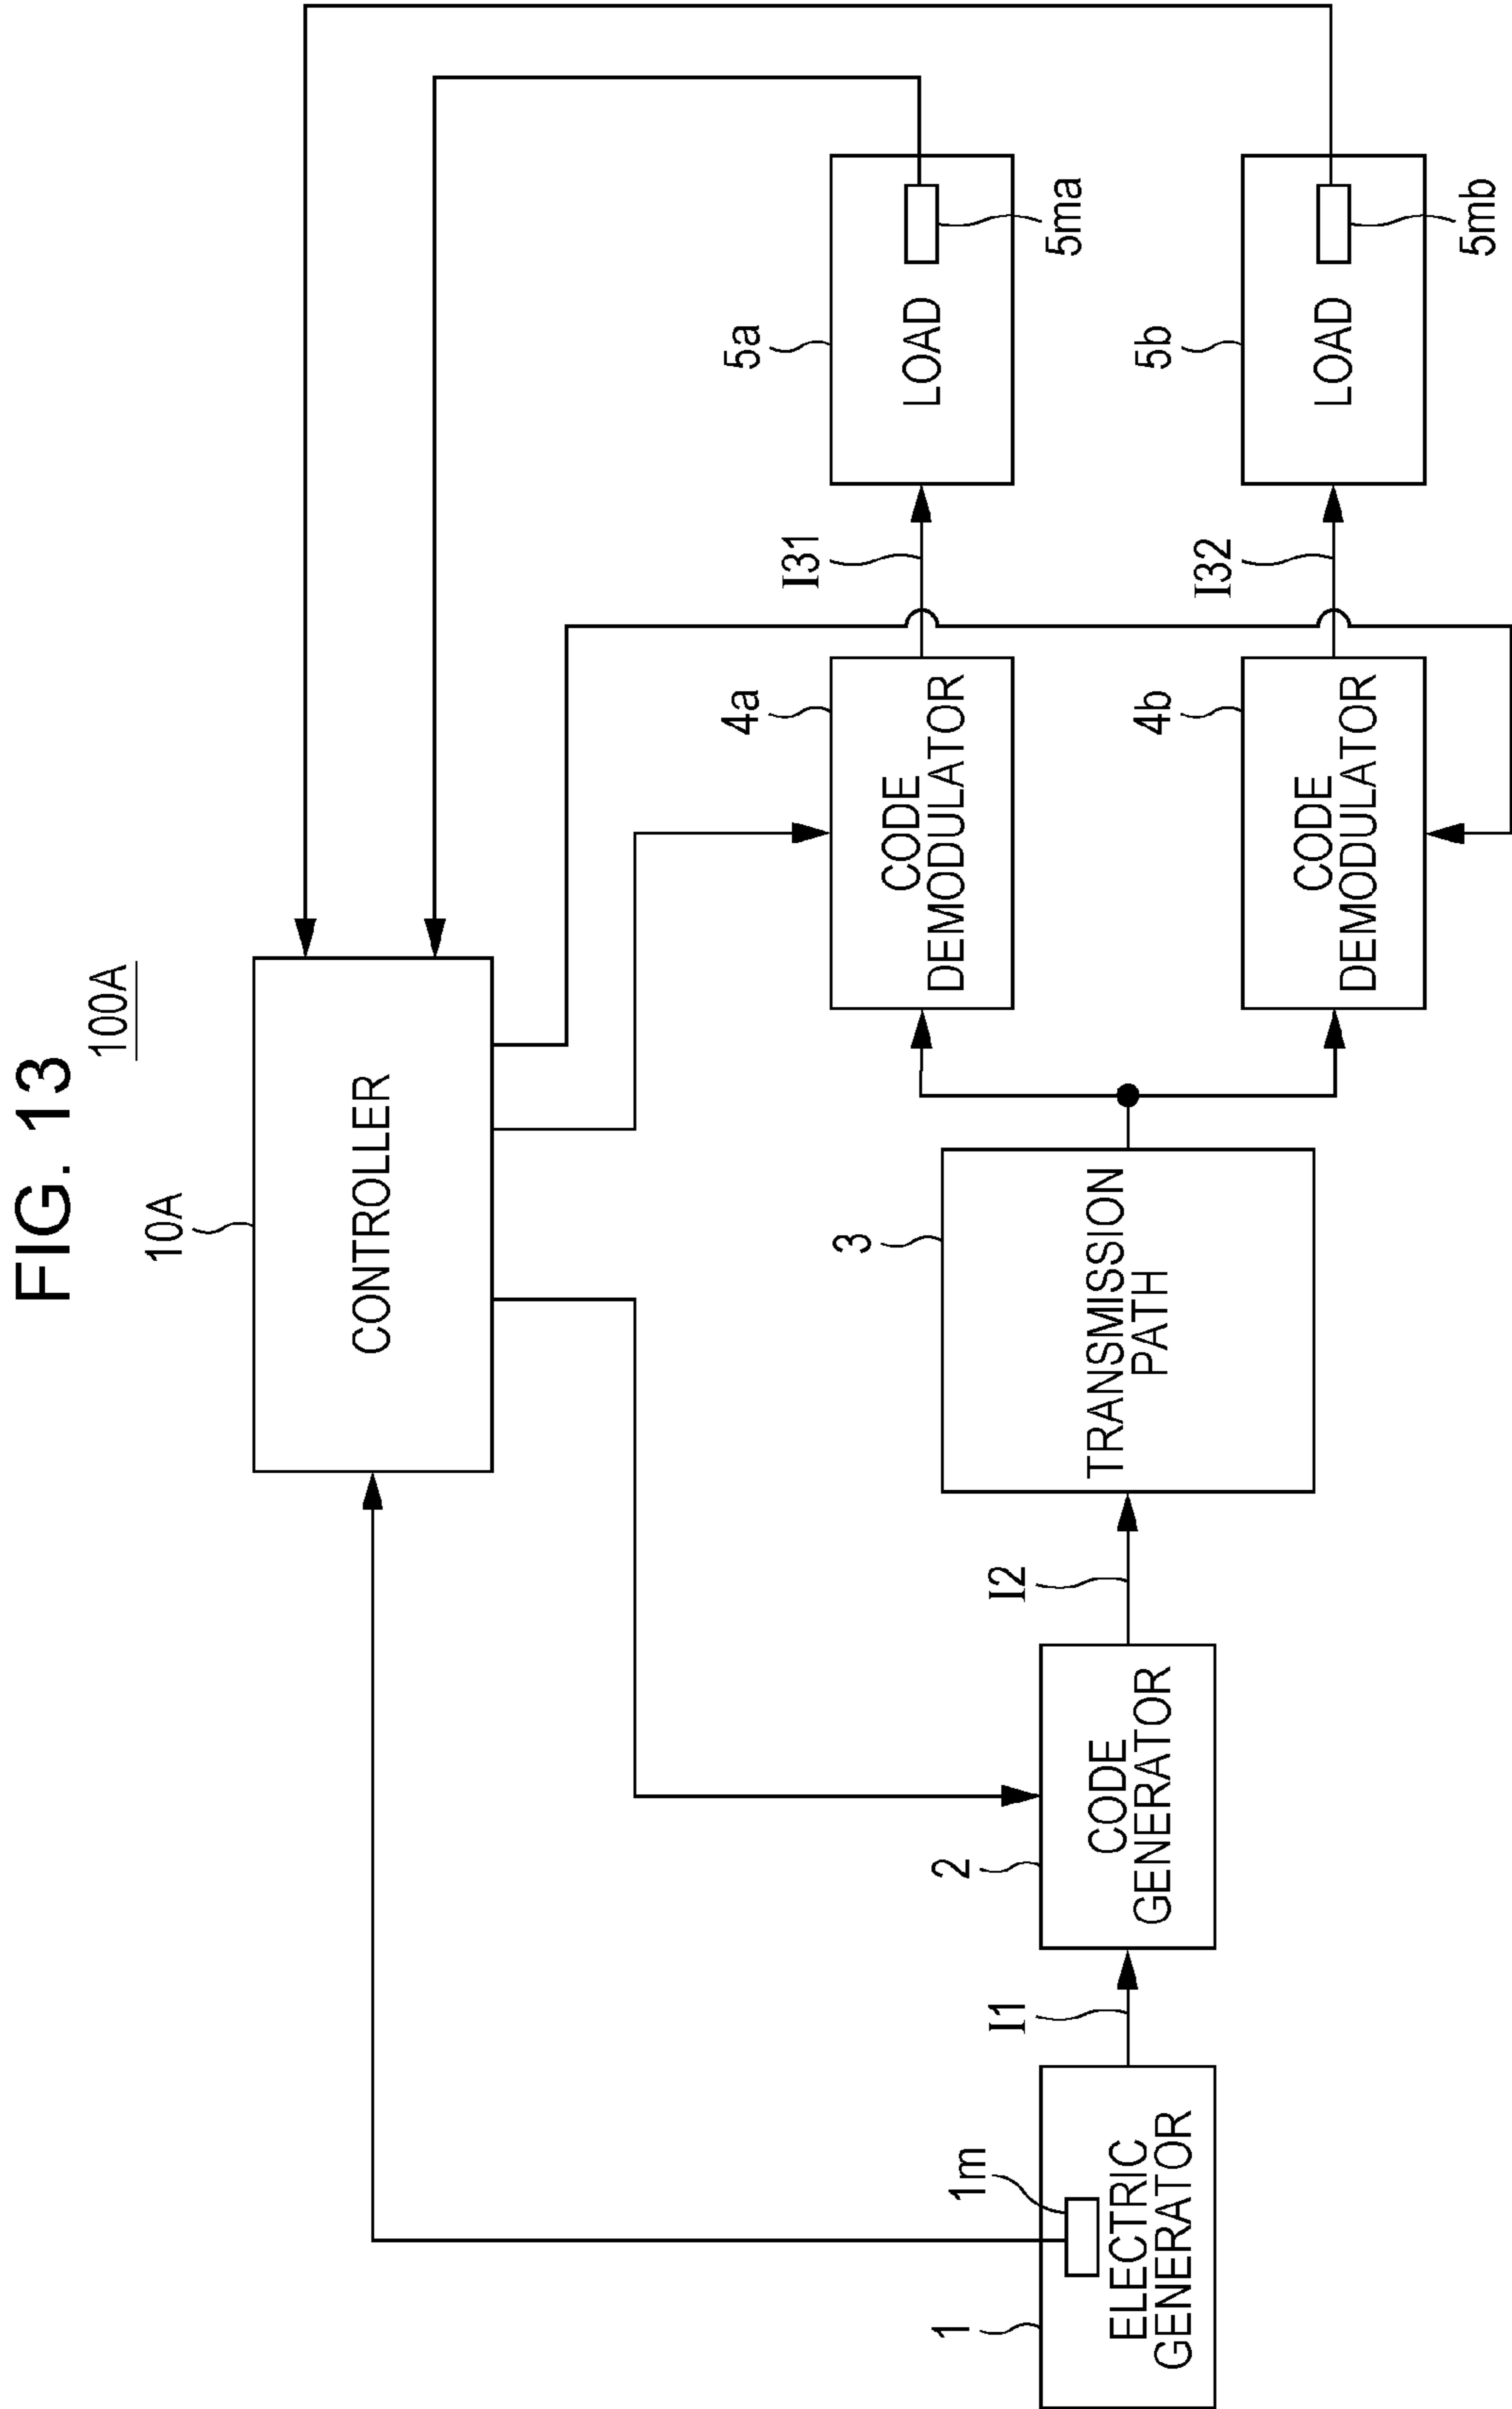 FIG. 13
100A
10A
CONTROLLER
1
1m
ELECTRIC
GENERATOR
I1
2
CODE
GENERATOR
I2
3
TRANSMISSION
PATH
4a
CODE
DEMODULATOR
I31
5a
LOAD
5ma
4b
CODE
DEMODULATOR
I32
5b
LOAD
5mb